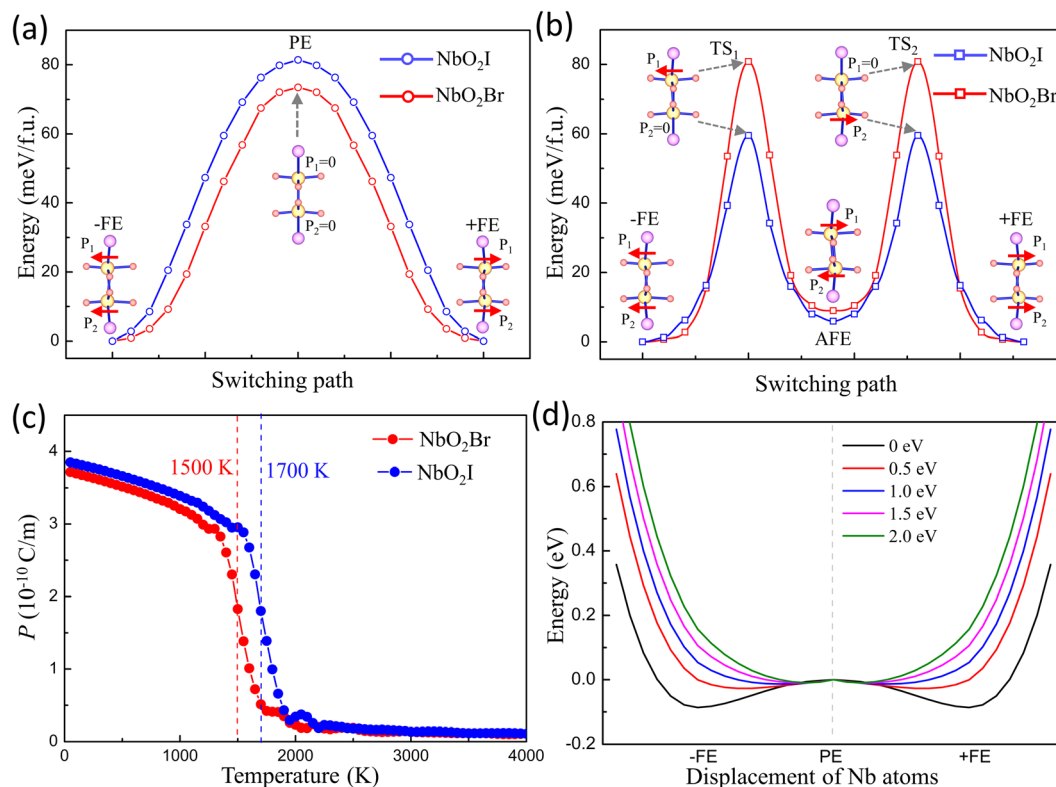 (a)
PE
NbO2I
NbO2Br
Energy (meV/f.u.)
80
60
40
20
0
P1=0
P2=0
-FE
P1
P2
+FE
P1
P2
Switching path
(b)
TS1
TS2
NbO2I
NbO2Br
Energy (meV/f.u.)
80
60
40
20
0
P1
P2=0
P1=0
P2
-FE
P1
P2
P1
P2
AFE
+FE
P1
P2
Switching path
(c)
NbO2Br
NbO2I
1500 K
1700 K
P (10-10 C/m)
4
3
2
1
0
0 1000 2000 3000 4000
Temperature (K)
(d)
0 eV
0.5 eV
1.0 eV
1.5 eV
2.0 eV
Energy (eV)
0.8
0.6
0.4
0.2
0.0
-0.2
-FE PE +FE
Displacement of Nb atoms